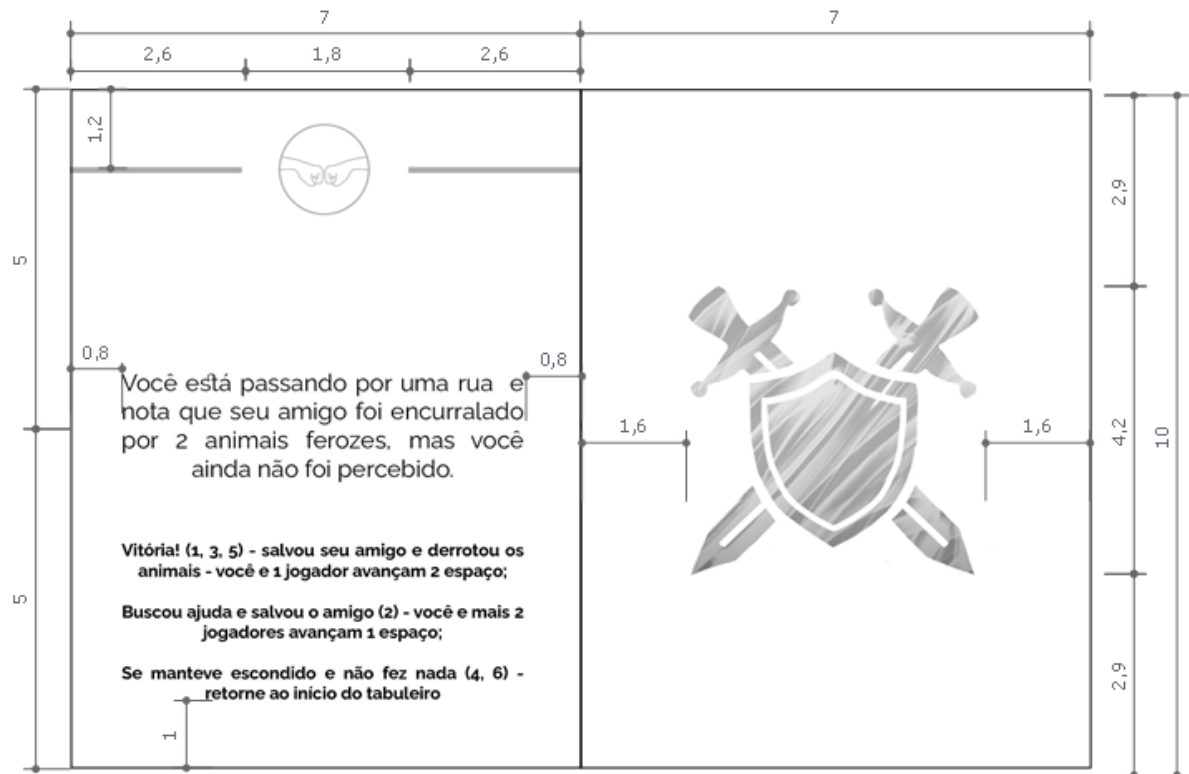 7
7
2,6
1,8
2,6
1,2
5
2,9
0,8
0,8
Você está passando por uma rua e
nota que seu amigo foi encurralado
por 2 animais ferozes, mas você
ainda não foi percebido.
1,6
1,6
4,2
10
Vitória! (1, 3, 5) - salvou seu amigo e derrotou os
animais - você e 1 jogador avançam 2 espaço;
Buscou ajuda e salvou o amigo (2) - você e mais 2
jogadores avançam 1 espaço;
Se manteve escondido e não fez nada (4, 6) -
retorne ao início do tabuleiro
5
2,9
1